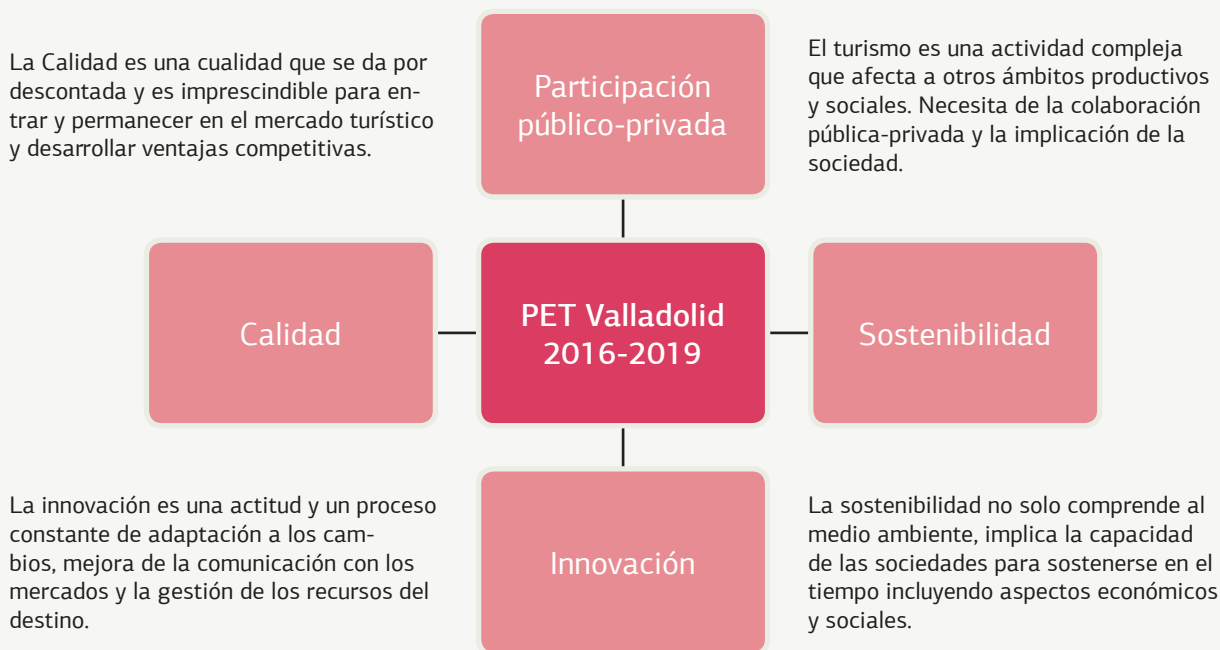 La Calidad es una cualidad que se da por
descontada y es imprescindible para en-
trar y permanecer en el mercado turístico
y desarrollar ventajas competitivas.
Participación
público-privada
El turismo es una actividad compleja
que afecta a otros ámbitos productivos
y sociales. Necesita de la colaboración
pública-privada y la implicación de la
sociedad.
Calidad
PET Valladolid
2016-2019
Sostenibilidad
La innovación es una actitud y un proceso
constante de adaptación a los cam-
bios, mejora de la comunicación con los
mercados y la gestión de los recursos del
destino.
Innovación
La sostenibilidad no solo comprende al
medio ambiente, implica la capacidad
de las sociedades para sostenerse en el
tiempo incluyendo aspectos económicos
y sociales.